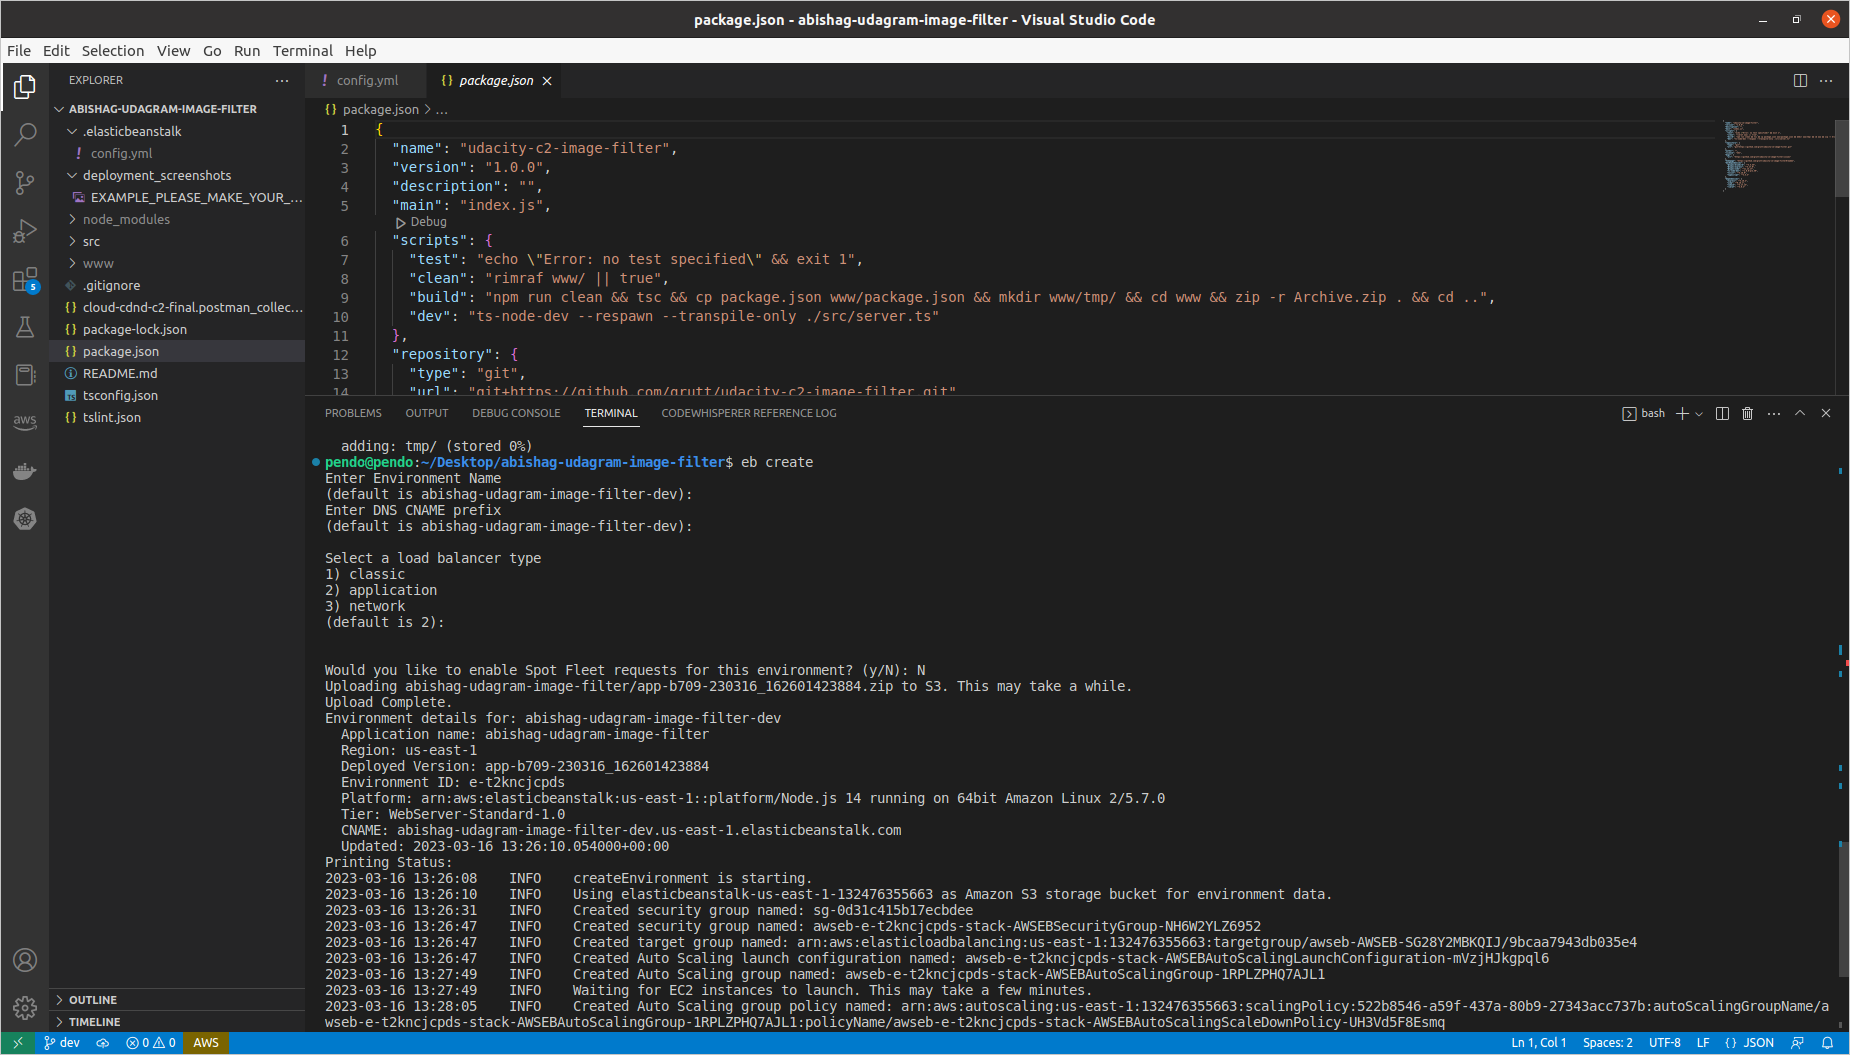 package.json - abishag-udagram-image-filter - Visual Studio Code
File Edit Selection View Go Run Terminal Help
EXPLORER
ABISHAG-UDAGRAM-IMAGE-FILTER
.elasticbeanstalk
! config.yml
deployment_screenshots
EXAMPLE_PLEASE_MAKE_YOUR_...
node_modules
src
www
.gitignore
{} cloud-cdnd-c2-final.postman_collec...
{} package-lock.json
{} package.json
README.md
TS tsconfig.json
{} tslint.json
OUTLINE
TIMELINE
5
aws
! config.yml
{} package.json
{} package.json > ...
1 {
2 "name": "udacity-c2-image-filter",
3 "version": "1.0.0",
4 "description": "",
5 "main": "index.js",
Debug
6 "scripts": {
7 "test": "echo \"Error: no test specified\" && exit 1",
8 "clean": "rimraf www/ || true",
9 "build": "npm run clean && tsc && cp package.json www/package.json && mkdir www/tmp/ && cd www && zip -r Archive.zip . && cd ..",
10 "dev": "ts-node-dev --respawn --transpile-only ./src/server.ts"
11 },
12 "repository": {
13 "type": "git",
14 "url": "git+https://github.com/grutt/udacity-c2-image-filter.git"
PROBLEMS OUTPUT DEBUG CONSOLE TERMINAL CODEWHISPERER REFERENCE LOG
bash
adding: tmp/ (stored 0%)
pendo@pendo:~/Desktop/abishag-udagram-image-filter$ eb create
Enter Environment Name
(default is abishag-udagram-image-filter-dev):
Enter DNS CNAME prefix
(default is abishag-udagram-image-filter-dev):
Select a load balancer type
1) classic
2) application
3) network
(default is 2):
Would you like to enable Spot Fleet requests for this environment? (y/N): N
Uploading abishag-udagram-image-filter/app-b709-230316_162601423884.zip to S3. This may take a while.
Upload Complete.
Environment details for: abishag-udagram-image-filter-dev
Application name: abishag-udagram-image-filter
Region: us-east-1
Deployed Version: app-b709-230316_162601423884
Environment ID: e-t2kncjcpds
Platform: arn:aws:elasticbeanstalk:us-east-1::platform/Node.js 14 running on 64bit Amazon Linux 2/5.7.0
Tier: WebServer-Standard-1.0
CNAME: abishag-udagram-image-filter-dev.us-east-1.elasticbeanstalk.com
Updated: 2023-03-16 13:26:10.054000+00:00
Printing Status:
2023-03-16 13:26:08 INFO createEnvironment is starting.
2023-03-16 13:26:10 INFO Using elasticbeanstalk-us-east-1-132476355663 as Amazon S3 storage bucket for environment data.
2023-03-16 13:26:31 INFO Created security group named: sg-0d31c415b17ecbdee
2023-03-16 13:26:47 INFO Created security group named: awseb-e-t2kncjcpds-stack-AWSEBSecurityGroup-NH6W2YLZ6952
2023-03-16 13:26:47 INFO Created target group named: arn:aws:elasticloadbalancing:us-east-1:132476355663:targetgroup/awseb-AWSEB-SG28Y2MBKQIJ/9bcaa7943db035e4
2023-03-16 13:26:47 INFO Created Auto Scaling launch configuration named: awseb-e-t2kncjcpds-stack-AWSEBAutoScalingLaunchConfiguration-mVzjHJkgpql6
2023-03-16 13:27:49 INFO Created Auto Scaling group named: awseb-e-t2kncjcpds-stack-AWSEBAutoScalingGroup-1RPLZPHQ7AJL1
2023-03-16 13:27:49 INFO Waiting for EC2 instances to launch. This may take a few minutes.
2023-03-16 13:28:05 INFO Created Auto Scaling group policy named: arn:aws:autoscaling:us-east-1:132476355663:scalingPolicy:522b8546-a59f-437a-80b9-27343acc737b:autoScalingGroupName/a
wseb-e-t2kncjcpds-stack-AWSEBAutoScalingGroup-1RPLZPHQ7AJL1:policyName/awseb-e-t2kncjcpds-stack-AWSEBAutoScalingScaleDownPolicy-UH3Vd5F8Esmq
dev 0 0 AWS Ln 1, Col 1 Spaces: 2 UTF-8 LF {} JSON